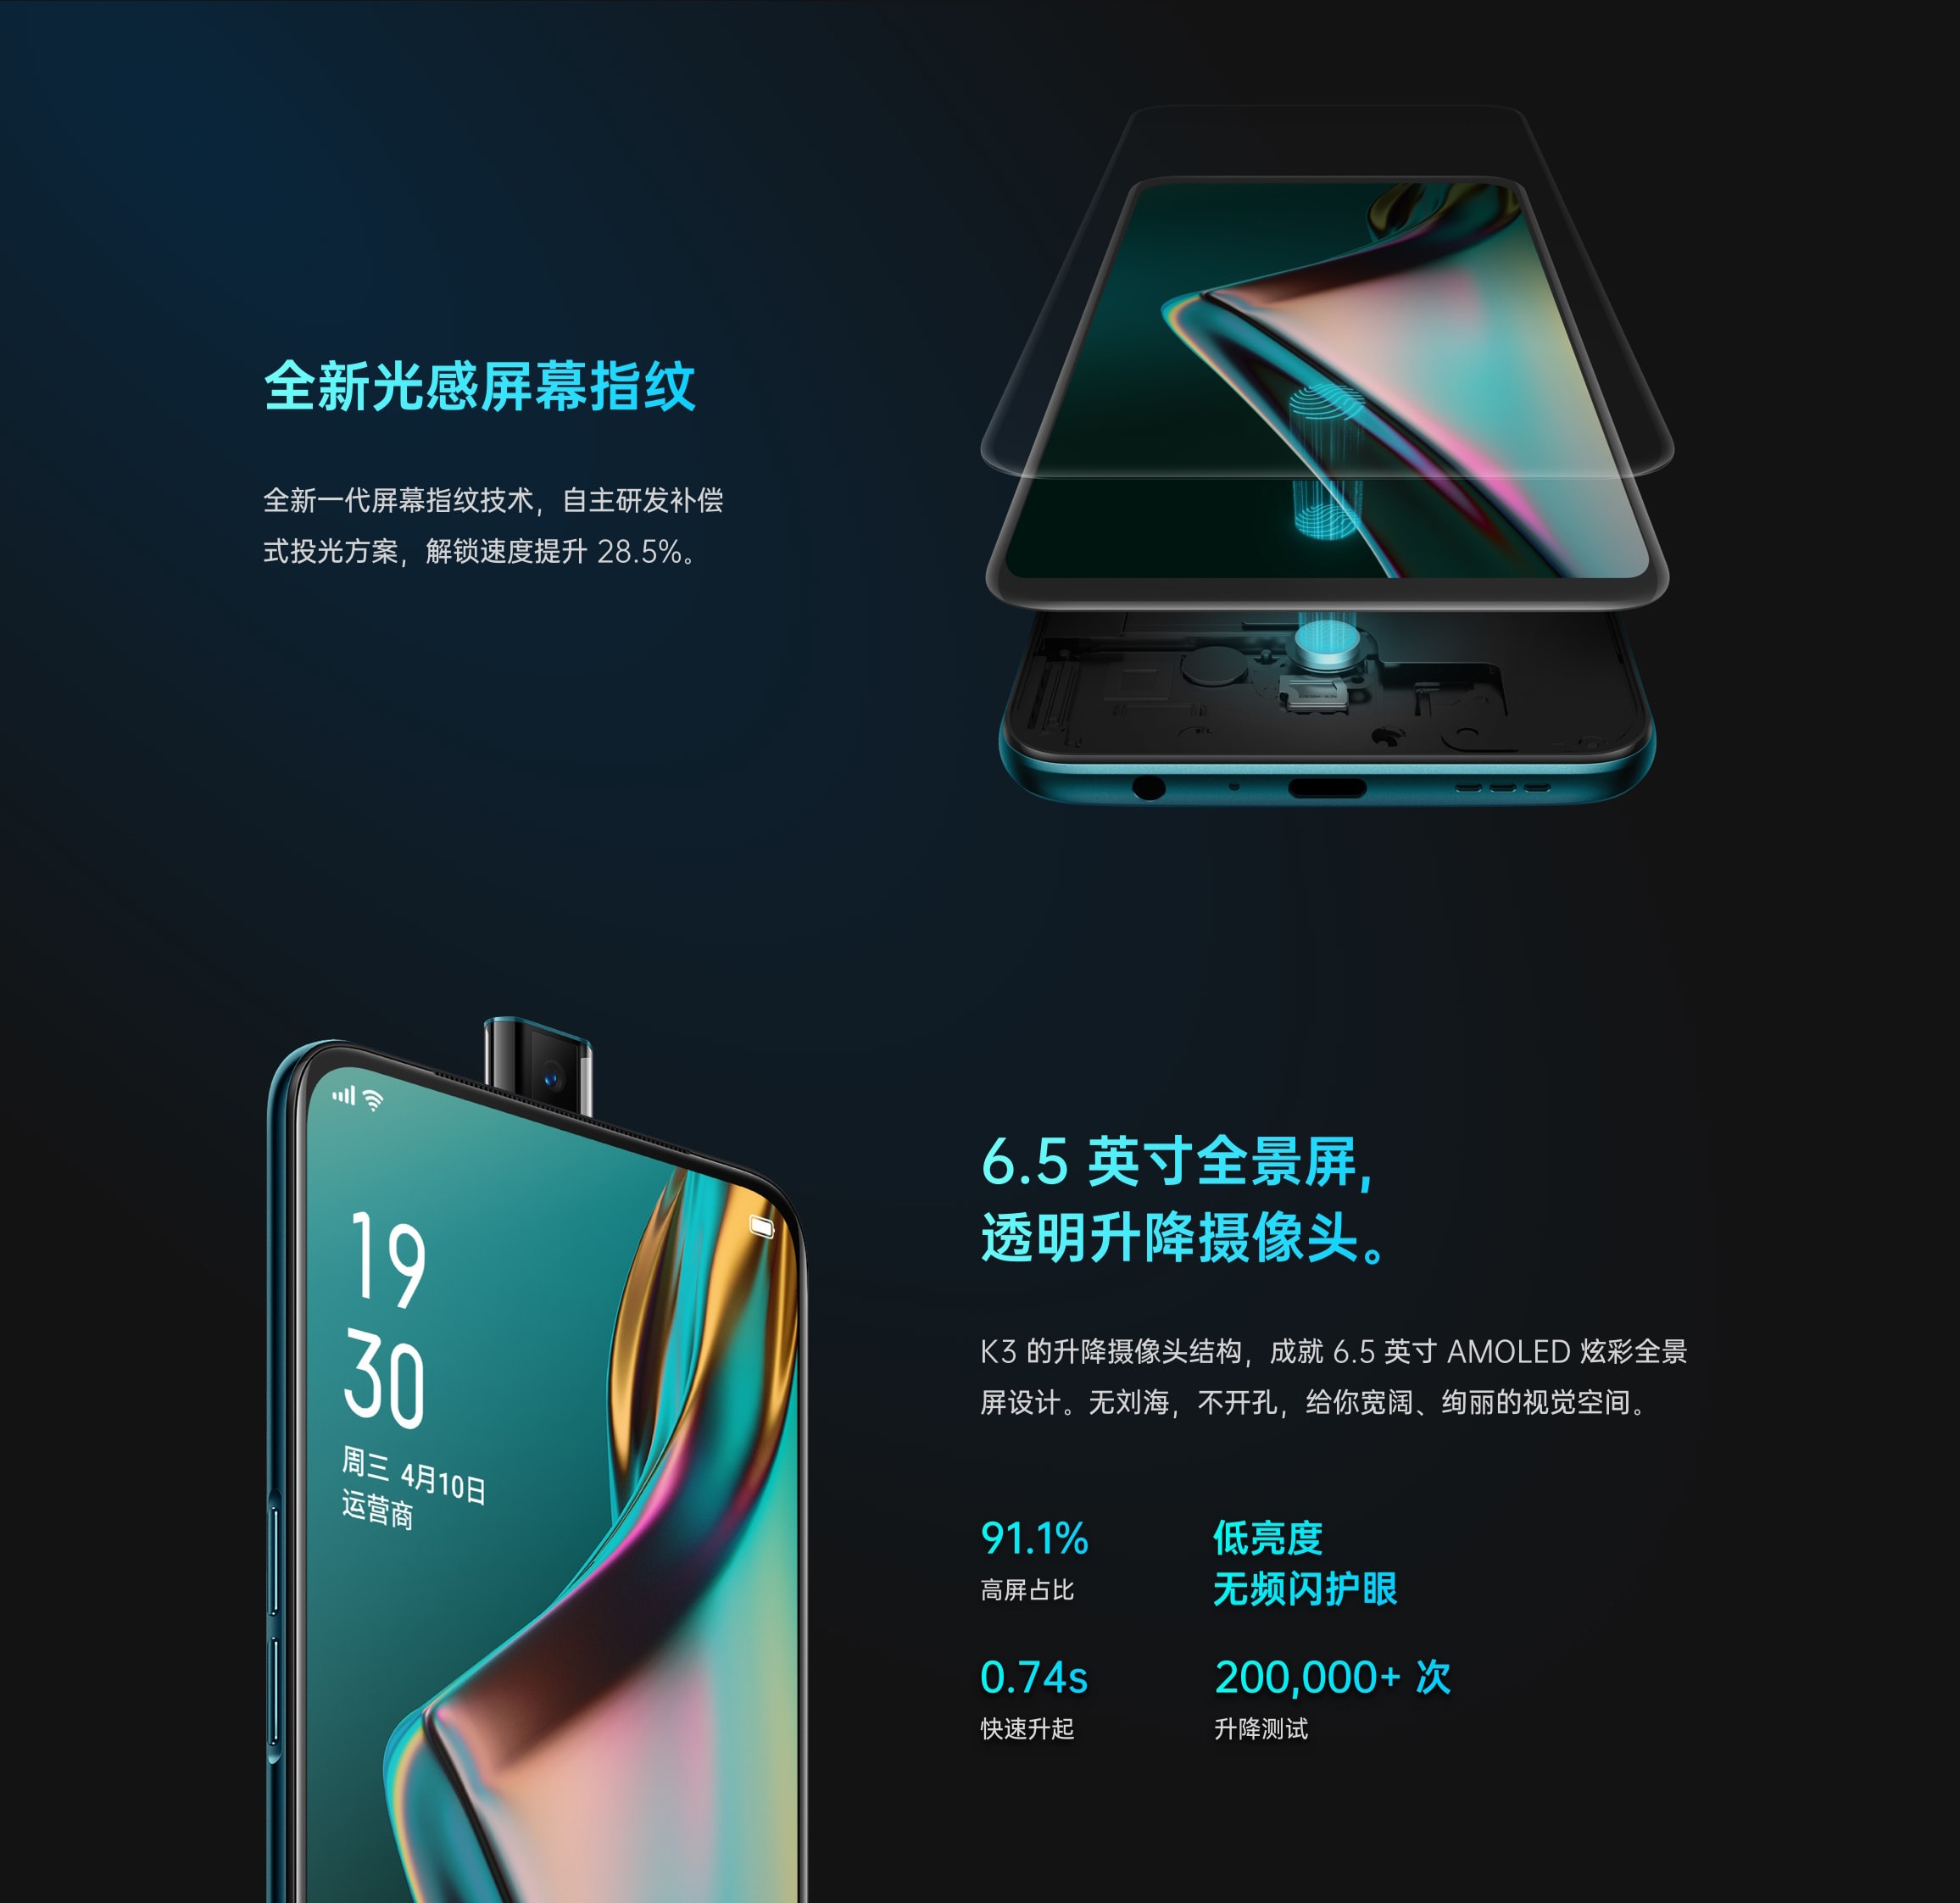 全新光感屏幕指纹
全新一代屏幕指纹技术，自主研发补偿
式投光方案，解锁速度提升 28.5%。
19
30
周三 4月10日
运营商
6.5 英寸全景屏，
透明升降摄像头。
K3 的升降摄像头结构，成就 6.5 英寸 AMOLED 炫彩全景
屏设计。无刘海，不开孔，给你宽阔、绚丽的视觉空间。
91.1%
高屏占比
低亮度
无频闪护眼
0.74s
快速升起
200,000+ 次
升降测试